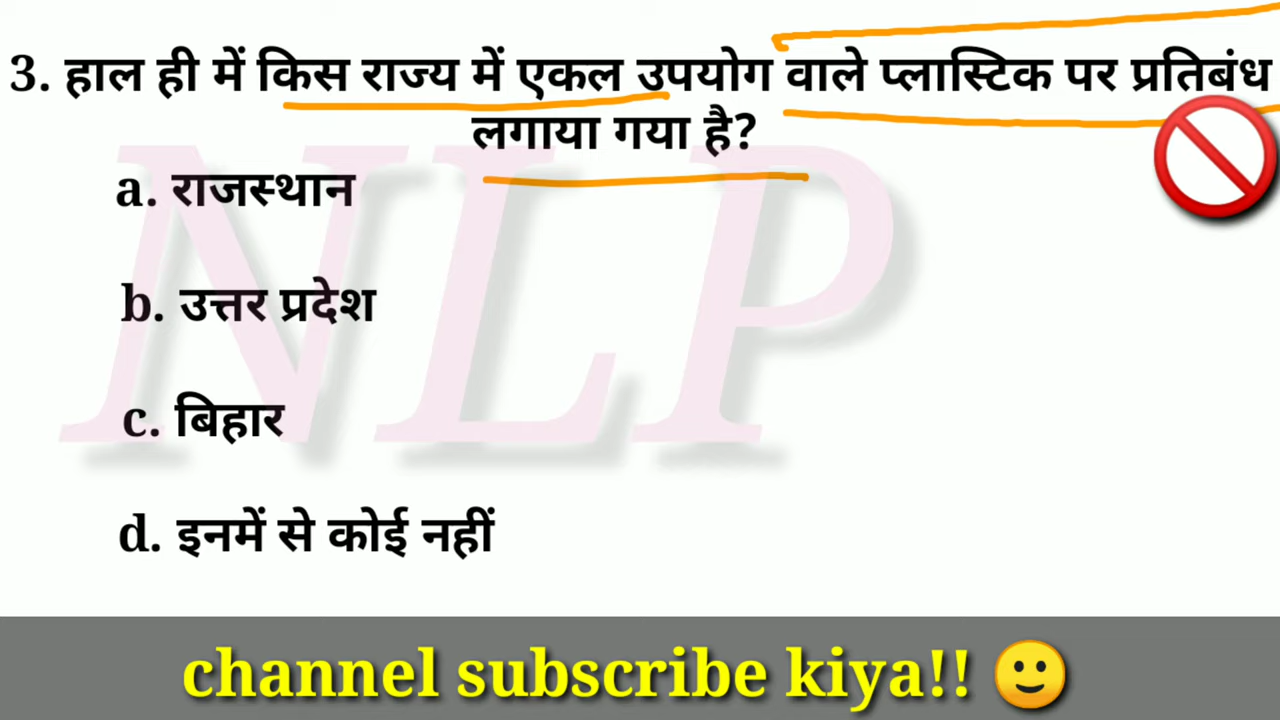 3. हाल ही में किस राज्य में एकल उपयोग वाले प्लास्टिक पर प्रतिबंध
लगाया गया है?
a. राजस्थान
b. उत्तर प्रदेश
c. बिहार
d. इनमें से कोई नहीं
NLP
channel subscribe kiya!! 🙂